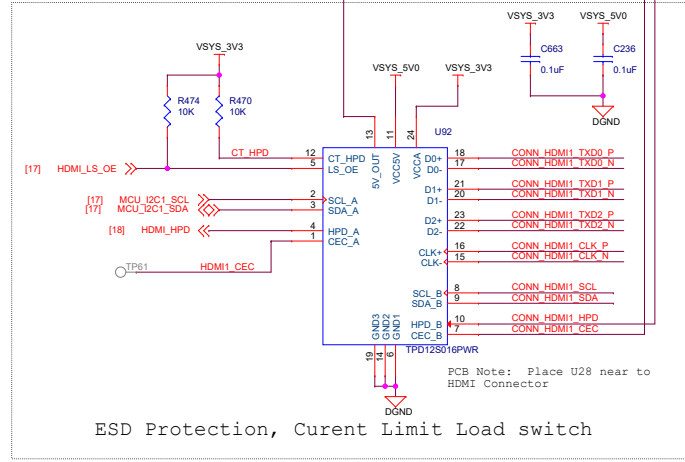 VSYS_3V3
VSYS_5V0
C663
0.1uF
C236
0.1uF
DGND
VSYS_3V3
R474
10K
R470
10K
VSYS_5V0
VSYS_3V3
13
11
24
U92
5V_OUT
VCC5V
VCCA
CT_HPD
12
CT_HPD
[17]
HDMI_LS_OE
5
LS_OE
[17]
MCU_I2C1_SCL
2
SCL_A
[17]
MCU_I2C1_SDA
3
SDA_A
[18]
HDMI_HPD
4
HPD_A
1
CEC_A
TP61
HDMI1_CEC
D0+
18
CONN_HDMI1_TXD0_P
D0-
17
CONN_HDMI1_TXD0_N
D1+
21
CONN_HDMI1_TXD1_P
D1-
20
CONN_HDMI1_TXD1_N
D2+
23
CONN_HDMI1_TXD2_P
D2-
22
CONN_HDMI1_TXD2_N
CLK+
16
CONN_HDMI1_CLK_P
CLK-
15
CONN_HDMI1_CLK_N
SCL_B
8
CONN_HDMI1_SCL
SDA_B
9
CONN_HDMI1_SDA
HPD_B
10
CONN_HDMI1_HPD
CEC_B
7
CONN_HDMI1_CEC
GND3
GND2
GND1
19
14
6
TPD12S016PWR
DGND
PCB Note:  Place U28 near to
HDMI Connector
ESD Protection, Curent Limit Load switch